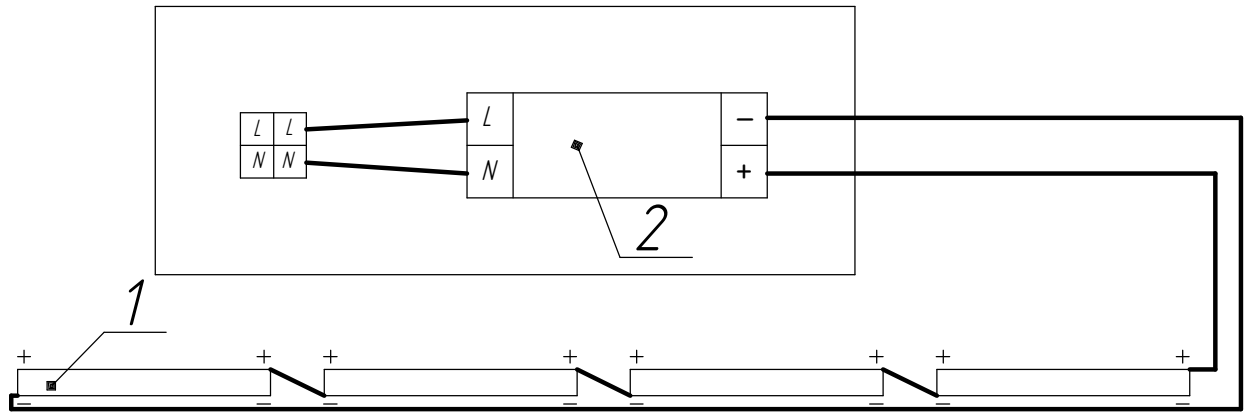 L L L −
N N N +
2
1
+ + + + + + + +
− − − − − − − −